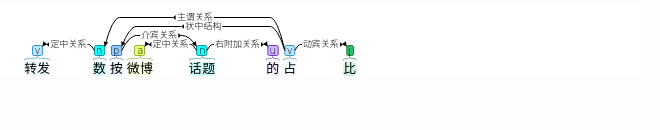 主谓关系
状中结构
介宾关系
定中关系 定中关系 右附加关系 动宾关系
v n p a n u v
转发 数 按 微博 话题 的 占 比